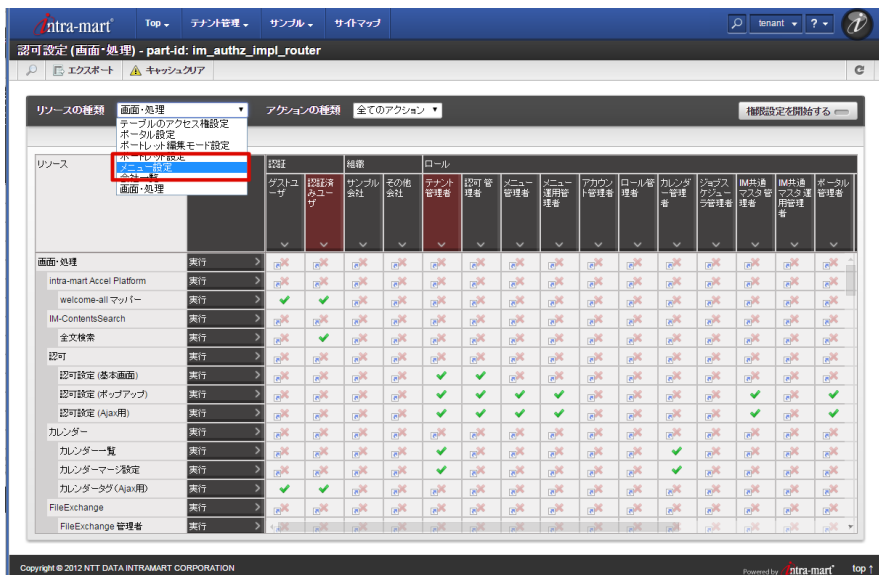 intra-mart Top テナント管理 サンプル サイトマップ tenant ?
認可設定 (画面・処理) - part-id: im_authz_impl_router
エクスポート キャッシュクリア
リソースの種類 画面・処理 アクションの種類 全てのアクション 権限設定を開始する
テーブルのアクセス権設定
ポータル設定
ポートレット編集モード設定
ポートレット設定
メニュー設定
会社一覧
画面・処理
リソース 認証 組織 ロール
ゲストユーザ 認証済みユーザ サンプル会社 その他会社 テナント管理者 認可管理者 メニュー管理者 メニュー運用管理者 アカウント管理者 ロール管理者 カレンダー管理者 ジョブスケジューラ管理者 IM共通マスタ管理者 IM共通マスタ運用管理者 ポータル管理者
画面・処理 実行
intra-mart Accel Platform 実行
welcome-all マッパー 実行
IM-ContentsSearch 実行
全文検索 実行
認可 実行
認可設定 (基本画面) 実行
認可設定 (ポップアップ) 実行
認可設定 (Ajax用) 実行
カレンダー 実行
カレンダー一覧 実行
カレンダーマージ設定 実行
カレンダータグ(Ajax用) 実行
FileExchange 実行
FileExchange 管理者 実行
Copyright © 2012 NTT DATA INTRAMART CORPORATION Powered by intra-mart top ↑